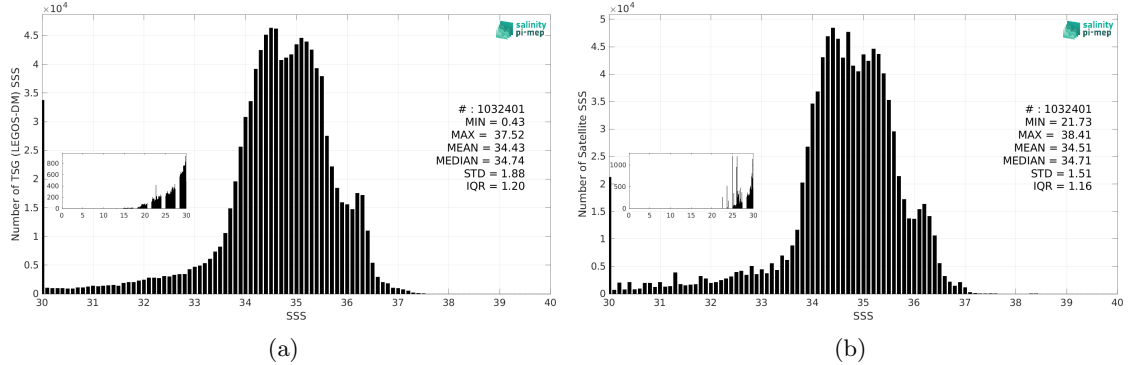 ×10⁴
4.5
4
3.5
3
2.5
2
1.5
1
0.5
0
Number of TSG (LEGOS-DM) SSS
salinity
pi-mep
# : 1032401
MIN = 0.43
MAX = 37.52
MEAN = 34.43
MEDIAN = 34.74
STD = 1.88
IQR = 1.20
800
600
400
200
0
0 5 10 15 20 25 30
30 31 32 33 34 35 36 37 38 39 40
SSS
(a)
×10⁴
5
4.5
4
3.5
3
2.5
2
1.5
1
0.5
0
Number of Satellite SSS
salinity
pi-mep
# : 1032401
MIN = 21.73
MAX = 38.41
MEAN = 34.51
MEDIAN = 34.71
STD = 1.51
IQR = 1.16
1000
500
0
0 5 10 15 20 25 30
30 31 32 33 34 35 36 37 38 39 40
SSS
(b)